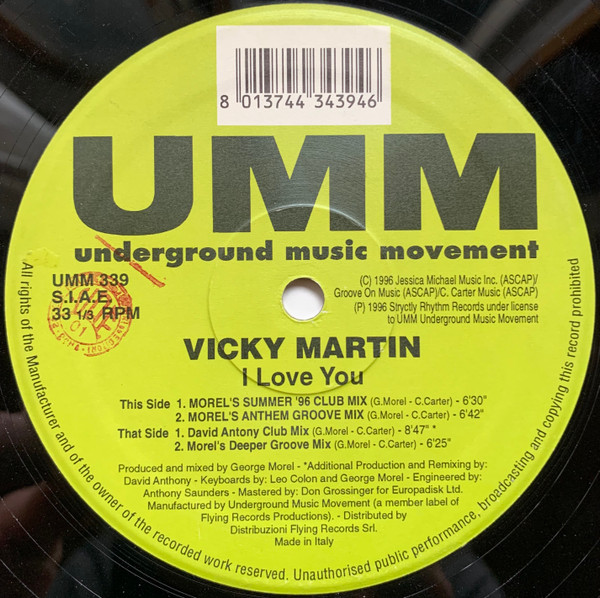 8 013744 343946
UMM
underground music movement
UMM 339
S.I.A.E.
33 1/3 RPM
(C) 1996 Jessica Michael Music Inc. (ASCAP)/
Groove On Music (ASCAP)/C. Carter Music (ASCAP)
(P) 1996 Strictly Rhythm Records under license
to UMM Underground Music Movement
VICKY MARTIN
I Love You
This Side 1. MOREL'S SUMMER '96 CLUB MIX (G.Morel - C.Carter) - 6'30"
2. MOREL'S ANTHEM GROOVE MIX (G.Morel - C.Carter) - 6'42"
That Side 1. David Antony Club Mix (G.Morel - C.Carter) - 8'47" *
2. Morel's Deeper Groove Mix (G.Morel - C.Carter) - 6'25"
Produced and mixed by George Morel - *Additional Production and Remixing by:
David Anthony - Keyboards by: Leo Colon and George Morel - Engineered by:
Anthony Saunders - Mastered by: Don Grossinger for Europadisk Ltd.
Manufactured by Underground Music Movement (a member label of
Flying Records Productions). - Distributed by
Distribuzioni Flying Records Srl.
Made in Italy
All rights of the Manufacturer and of the owner of the recorded work reserved. Unauthorised public performance, broadcasting and copying this record prohibited